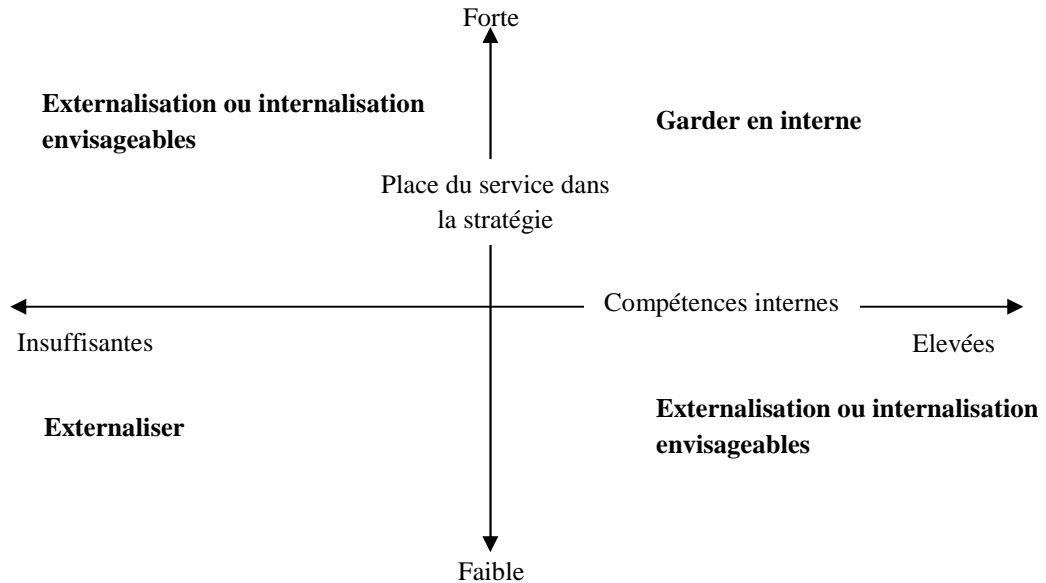 Forte
Externalisation ou internalisation
envisageables
Garder en interne
Place du service dans
la stratégie
Compétences internes
Insuffisantes
Elevées
Externaliser
Externalisation ou internalisation
envisageables
Faible